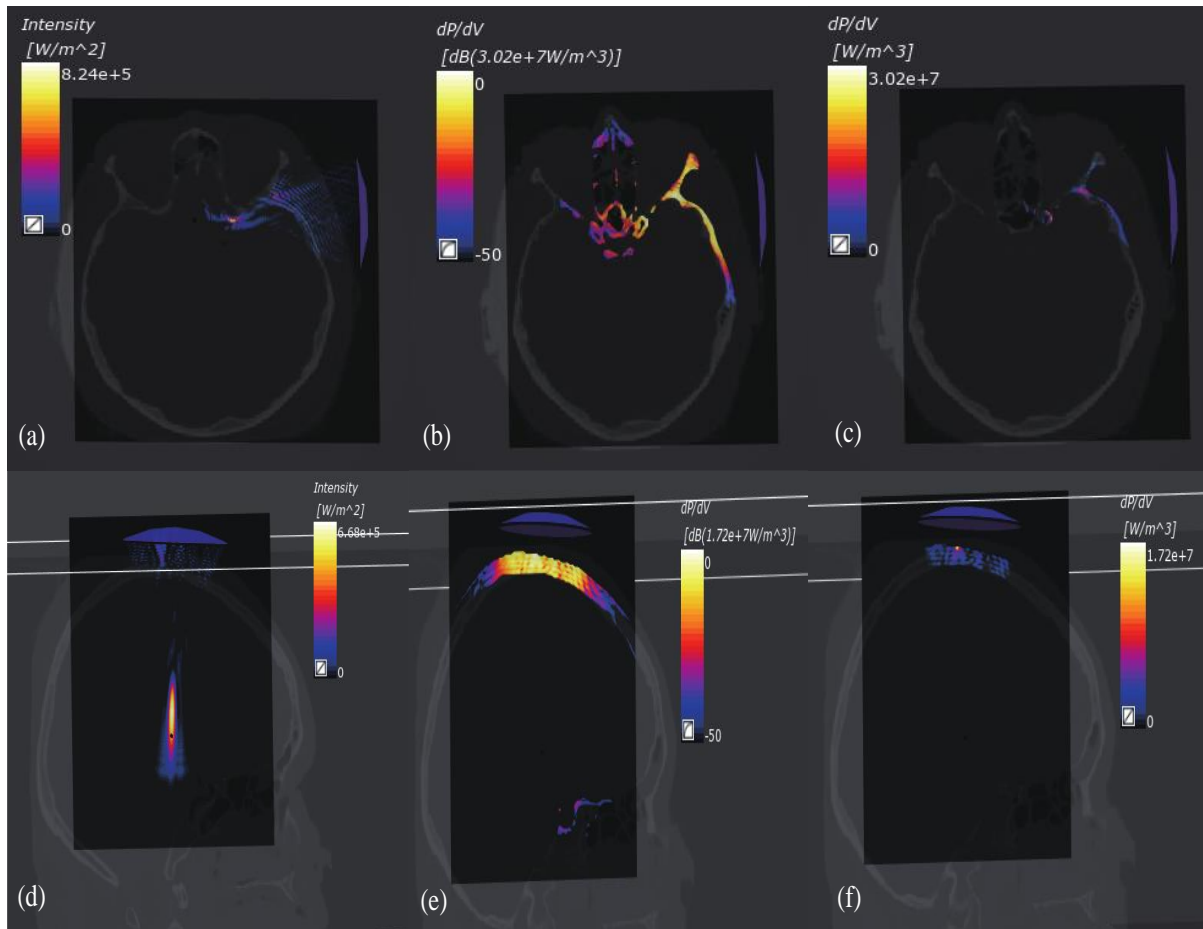 Intensity
[W/m^2]
8.24e+5
0
(a)
dP/dV
[dB(3.02e+7W/m^3)]
0
-50
(b)
dP/dV
[W/m^3]
3.02e+7
0
(c)
Intensity
[W/m^2]
6.68e+5
0
(d)
dP/dV
[dB(1.72e+7W/m^3)]
0
-50
(e)
dP/dV
[W/m^3]
1.72e+7
0
(f)